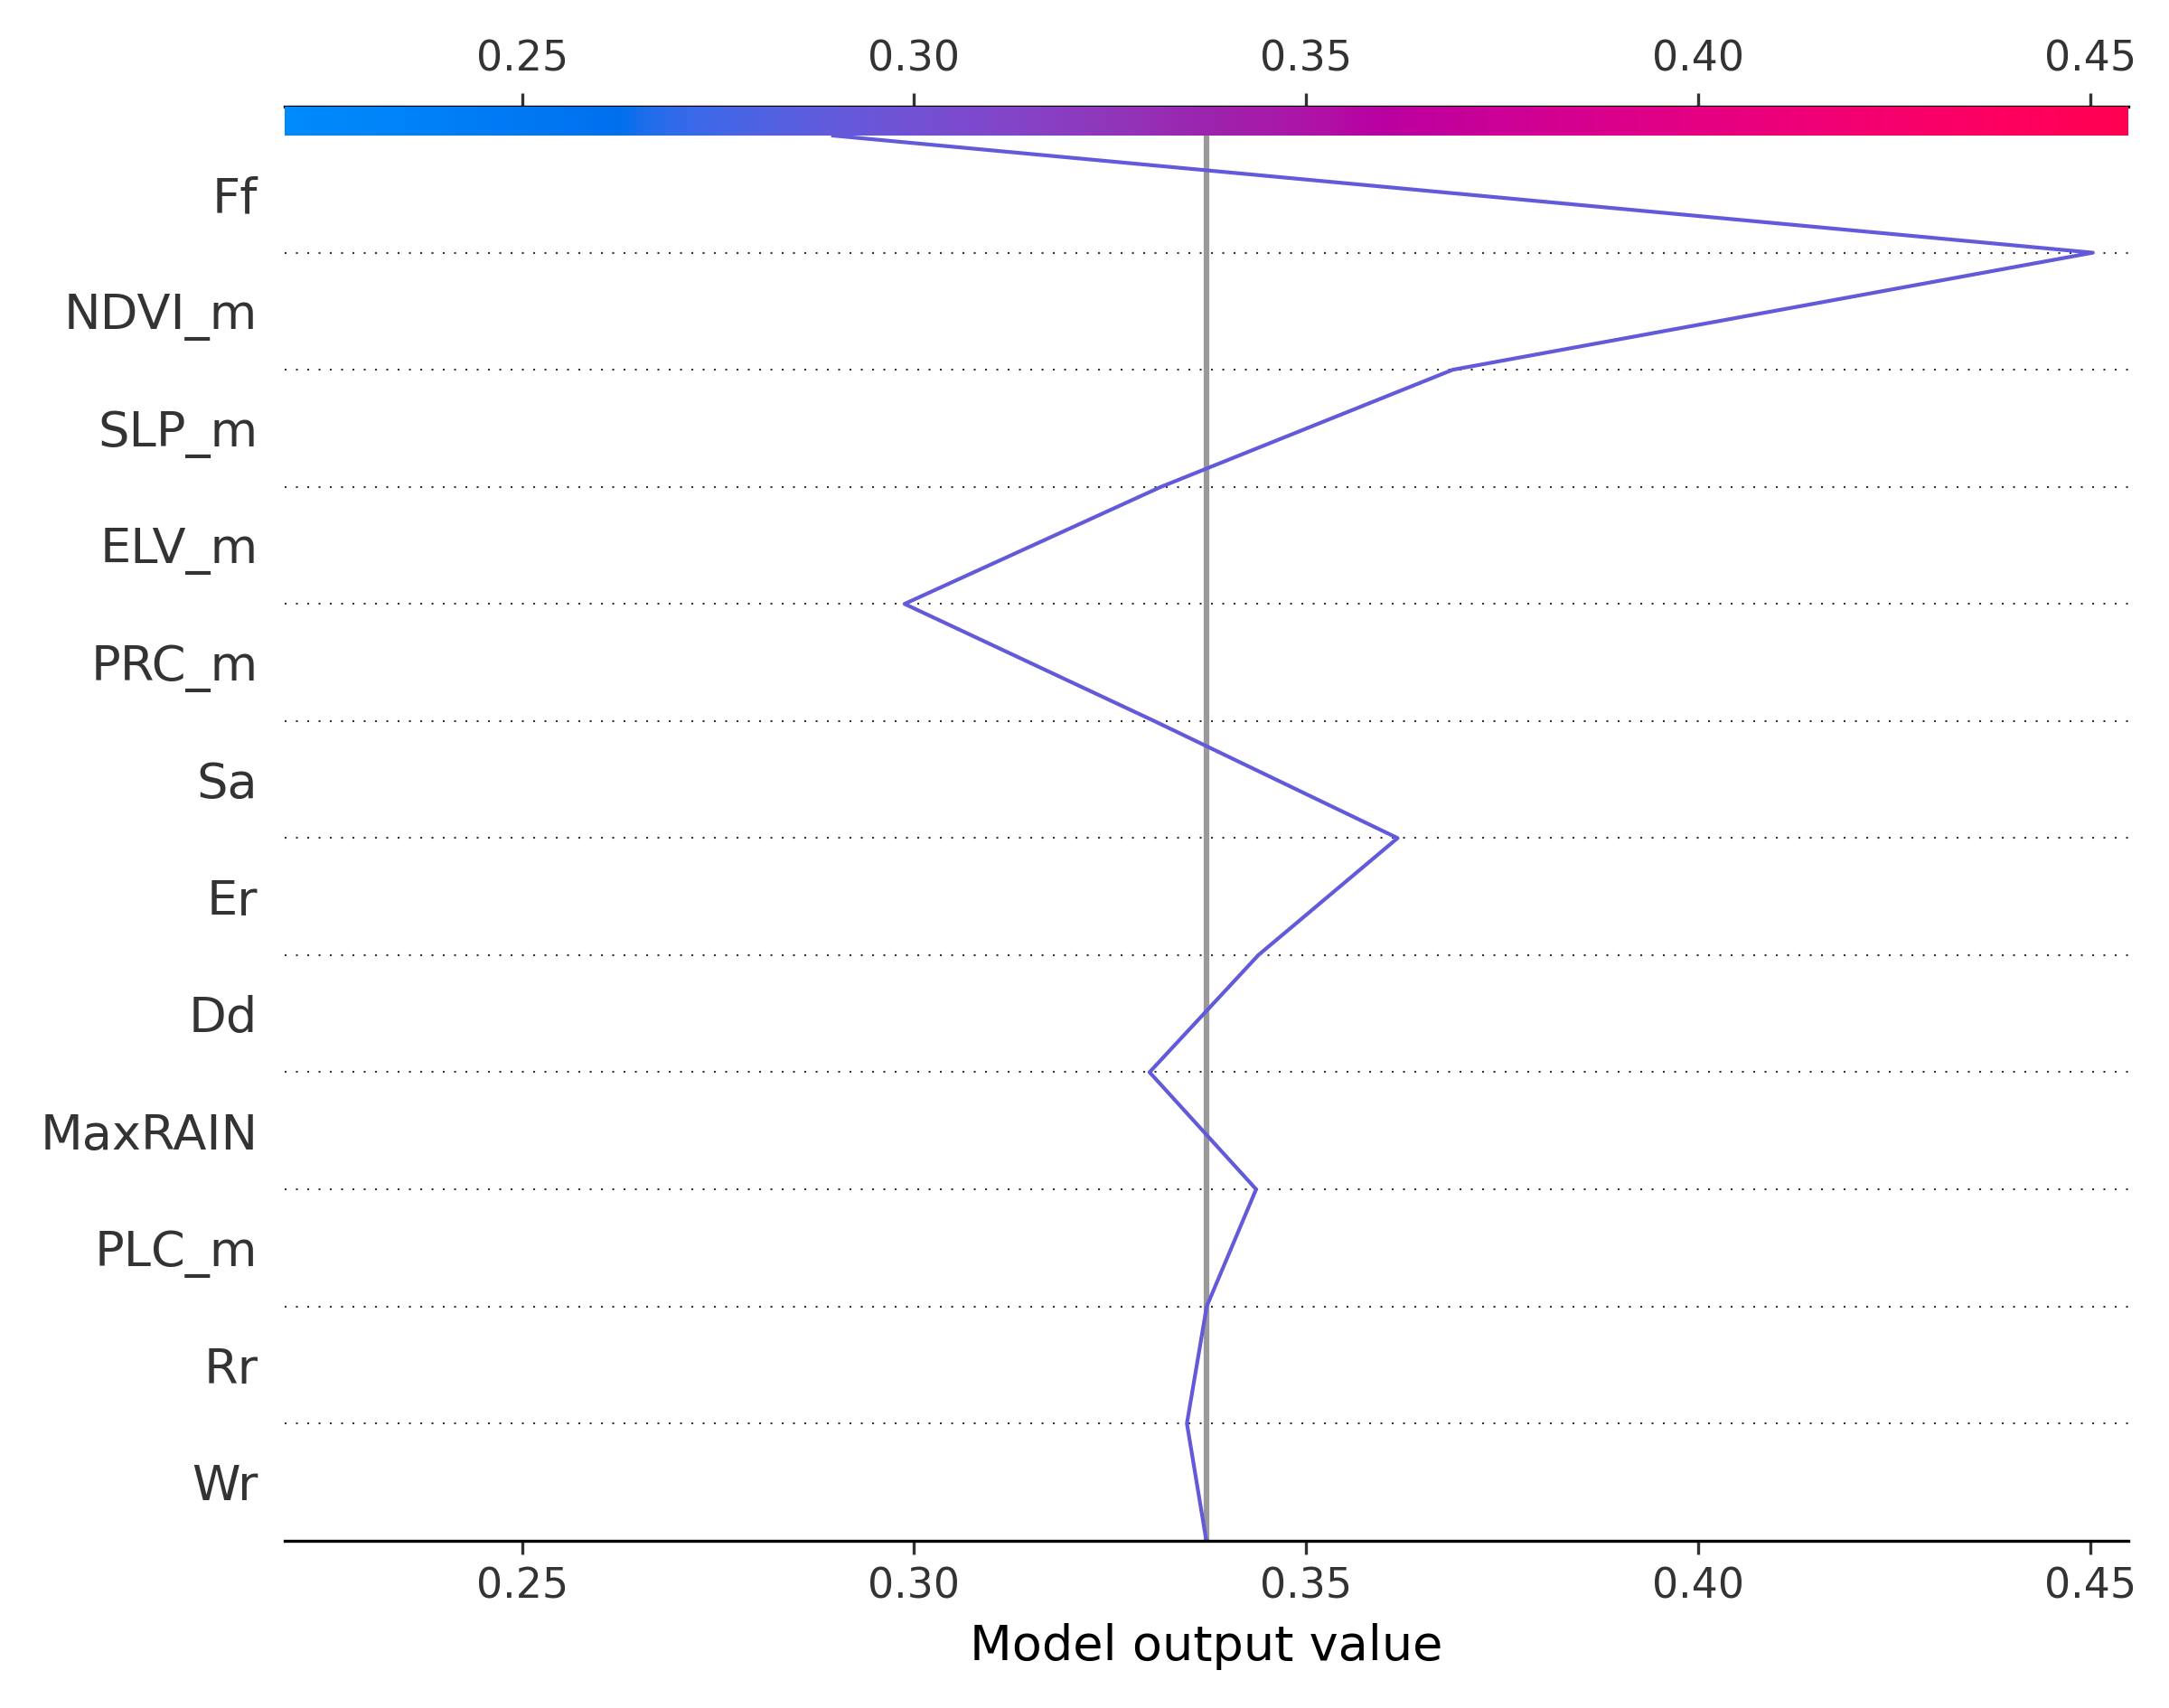 0.25 0.30 0.35 0.40 0.45
Ff
NDVI_m
SLP_m
ELV_m
PRC_m
Sa
Er
Dd
MaxRAIN
PLC_m
Rr
Wr
0.25 0.30 0.35 0.40 0.45
Model output value